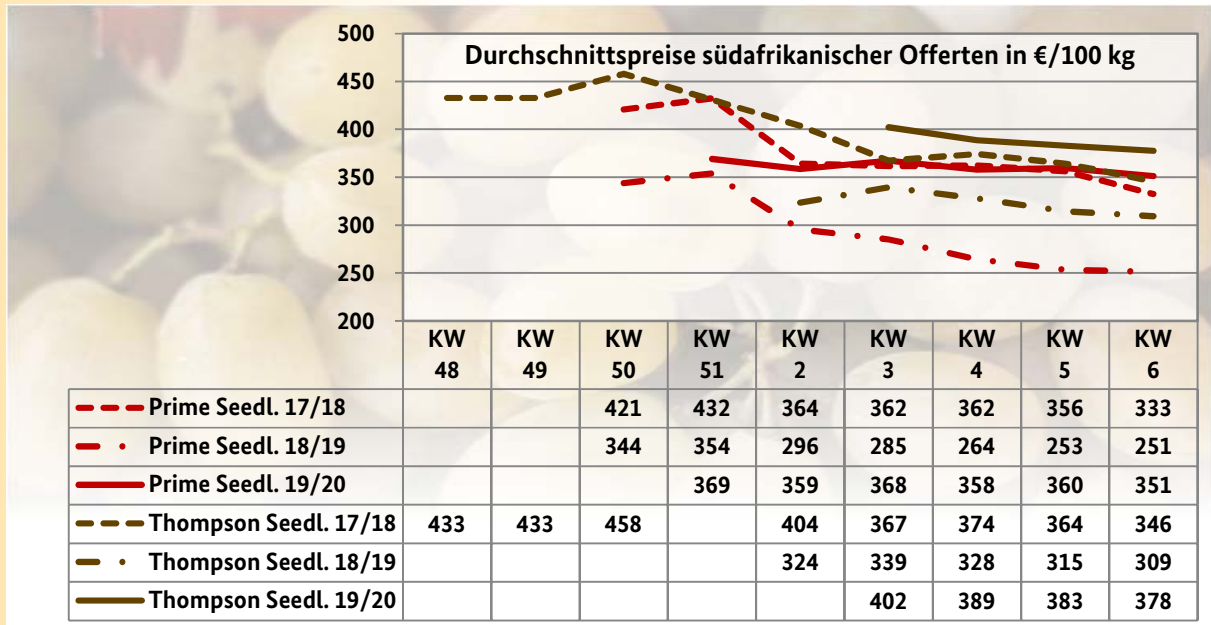 Durchschnittspreise südafrikanischer Offerten in €/100 kg
500
450
400
350
300
250
200
KW 48 KW 49 KW 50 KW 51 KW 2 KW 3 KW 4 KW 5 KW 6
Prime Seedl. 17/18 421 432 364 362 362 356 333
Prime Seedl. 18/19 344 354 296 285 264 253 251
Prime Seedl. 19/20 369 359 368 358 360 351
Thompson Seedl. 17/18 433 433 458 404 367 374 364 346
Thompson Seedl. 18/19 324 339 328 315 309
Thompson Seedl. 19/20 402 389 383 378